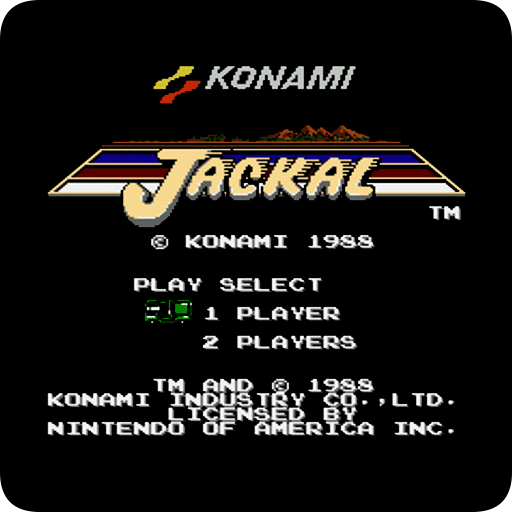 KONAMI
JACKAL
TM
© KONAMI 1988
PLAY SELECT
1 PLAYER
2 PLAYERS
TM AND © 1988
KONAMI INDUSTRY CO.,LTD.
LICENSED BY
NINTENDO OF AMERICA INC.